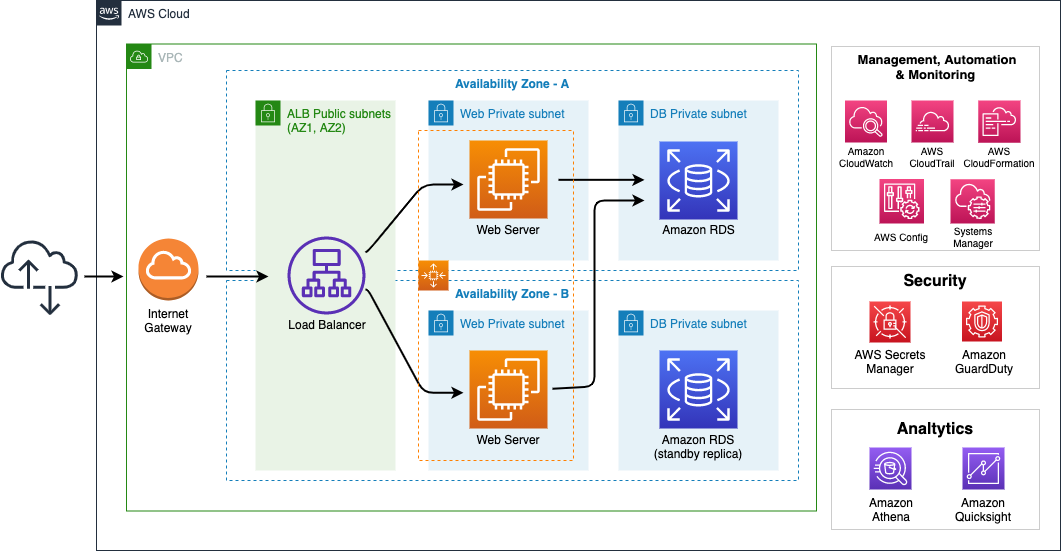 aws
AWS Cloud
VPC
Availability Zone - A
ALB Public subnets
(AZ1, AZ2)
Web Private subnet
DB Private subnet
Web Server
Amazon RDS
Internet
Gateway
Load Balancer
Availability Zone - B
Web Private subnet
DB Private subnet
Web Server
Amazon RDS
(standby replica)
Management, Automation
& Monitoring
Amazon
CloudWatch
AWS
CloudTrail
AWS
CloudFormation
AWS Config
Systems
Manager
Security
AWS Secrets
Manager
Amazon
GuardDuty
Analtytics
Amazon
Athena
Amazon
Quicksight